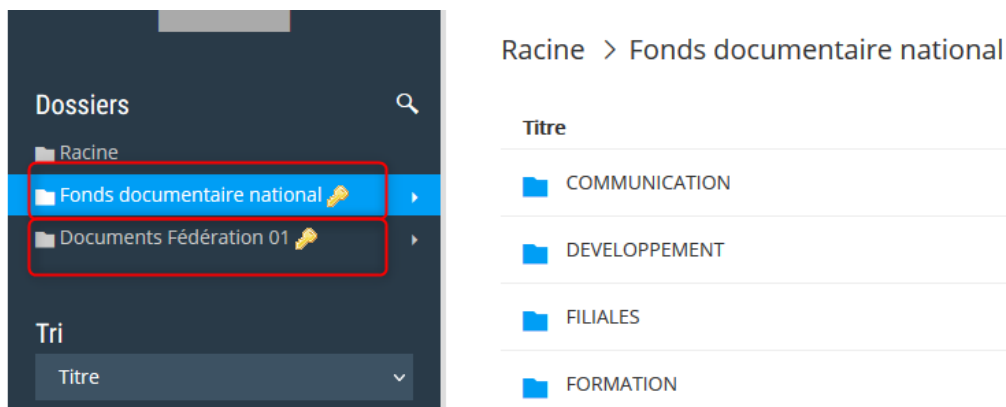 Dossiers
Racine
Fonds documentaire national
Documents Fédération 01
Tri
Titre
Racine > Fonds documentaire national
Titre
COMMUNICATION
DEVELOPPEMENT
FILIALES
FORMATION